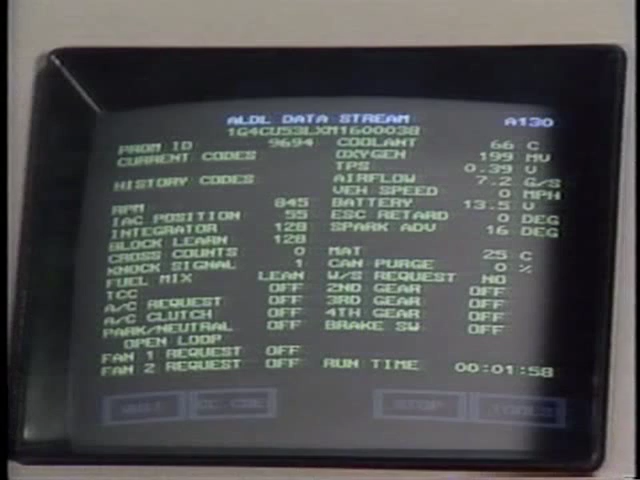 ALDL DATA STREAM A130
1G4CU53LXM1600038
PROM ID 9694 COOLANT 66 C
CURRENT CODES OXYGEN 199 MV
TPS 0.39 V
HISTORY CODES AIRFLOW 7.2 G/S
VEH SPEED 0 MPH
RPM 845 BATTERY 13.5 V
IAC POSITION 55 ESC RETARD 0 DEG
INTEGRATOR 128 SPARK ADV 16 DEG
BLOCK LEARN 128
CROSS COUNTS 0 MAT 25 C
KNOCK SIGNAL 1 CAN PURGE 0 %
FUEL MIX LEAN W/S REQUEST NO
TCC OFF 2ND GEAR OFF
A/C REQUEST OFF 3RD GEAR OFF
A/C CLUTCH OFF 4TH GEAR OFF
PARK/NEUTRAL OFF BRAKE SW OFF
OPEN LOOP
FAN 1 REQUEST OFF
FAN 2 REQUEST OFF RUN TIME 00:01:58
STOP